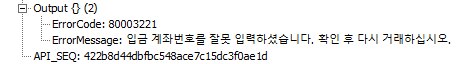 Output {} (2)
ErrorCode: 80003221
ErrorMessage: 입금 계좌번호를 잘못 입력하셨습니다. 확인 후 다시 거래하십시오.
API_SEQ: 422b8d44dbfbc548ace7c15dc3f0ae1d